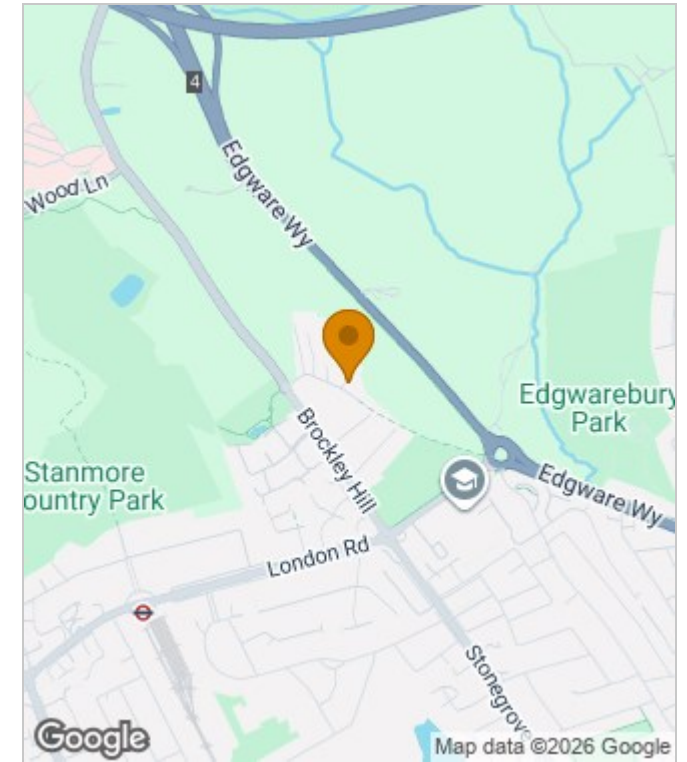 4
Wood Ln
Edgware Wy
Edgwarebury
Park
Brockley Hill
Stanmore
ountry Park
Edgware Wy
London Rd
Stonegrove
Google
Map data ©2026 Google